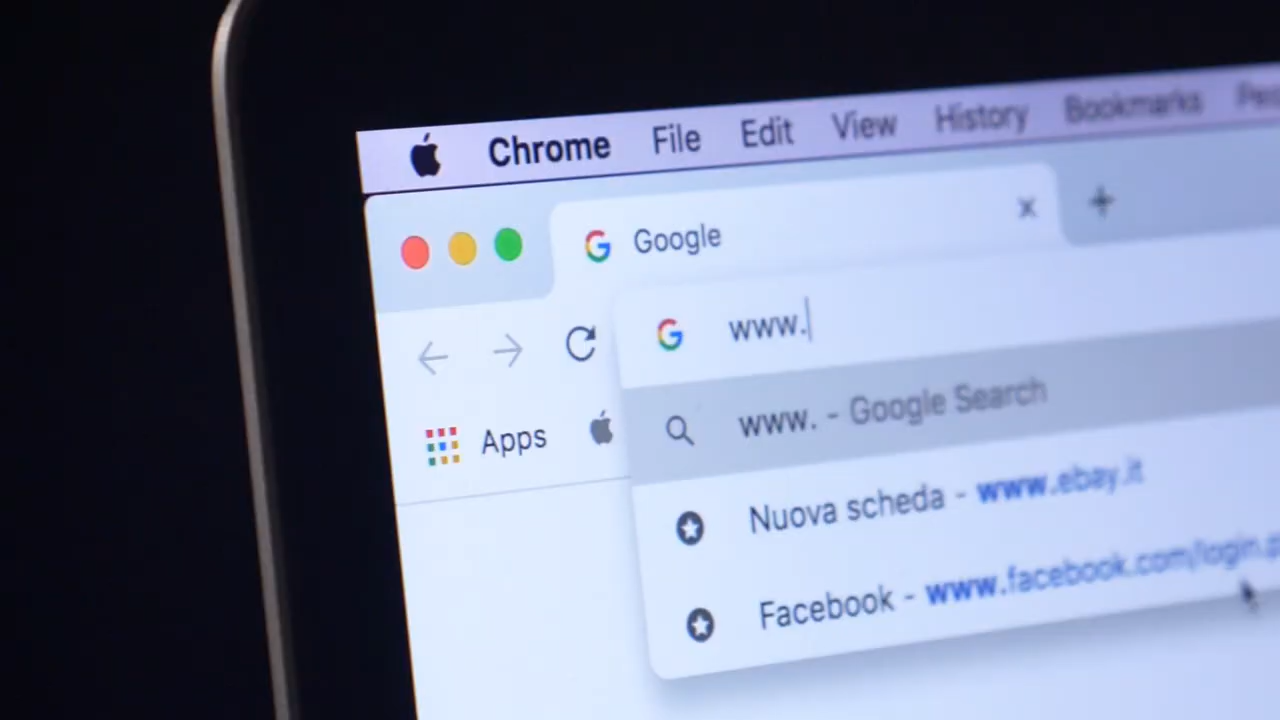 Chrome File Edit View History Bookmarks
Google
www.
www. - Google Search
Apps
Nuova scheda - www.ebay.it
Facebook - www.facebook.com/login.p